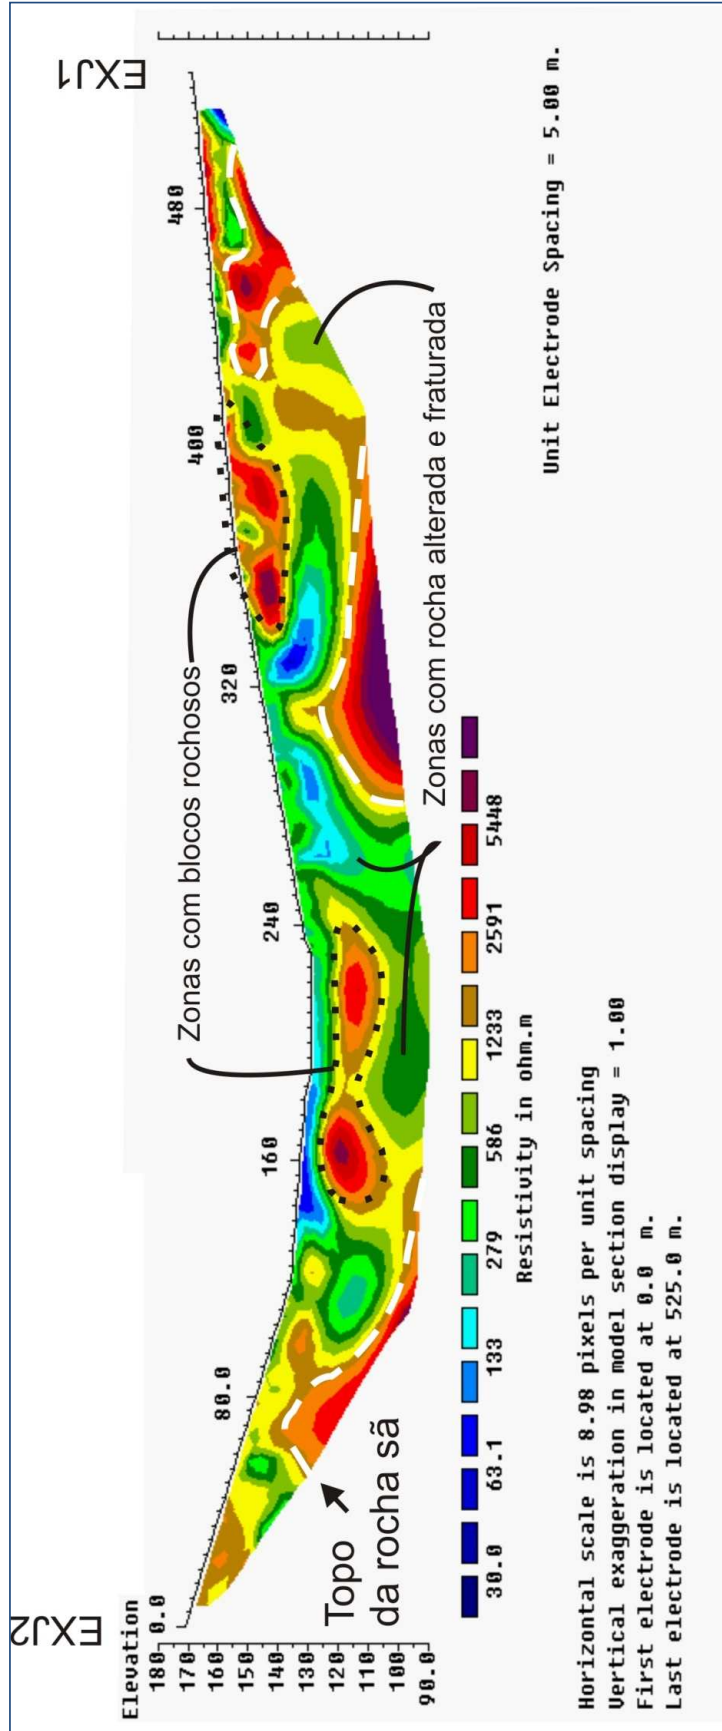 EXJ2
EXJ1
Elevation
0.0
80.0
160
240
320
400
480
180
170
160
150
140
130
120
110
100
90.0
Zonas com blocos rochosos
Topo
da rocha sã
Zonas com rocha alterada e fraturada
30.0 63.1 133 279 586 1233 2591 5448
Resistivity in ohm.m
Unit Electrode Spacing = 5.00 m.
Horizontal scale is 8.98 pixels per unit spacing
Vertical exaggeration in model section display = 1.00
First electrode is located at 0.0 m.
Last electrode is located at 525.0 m.